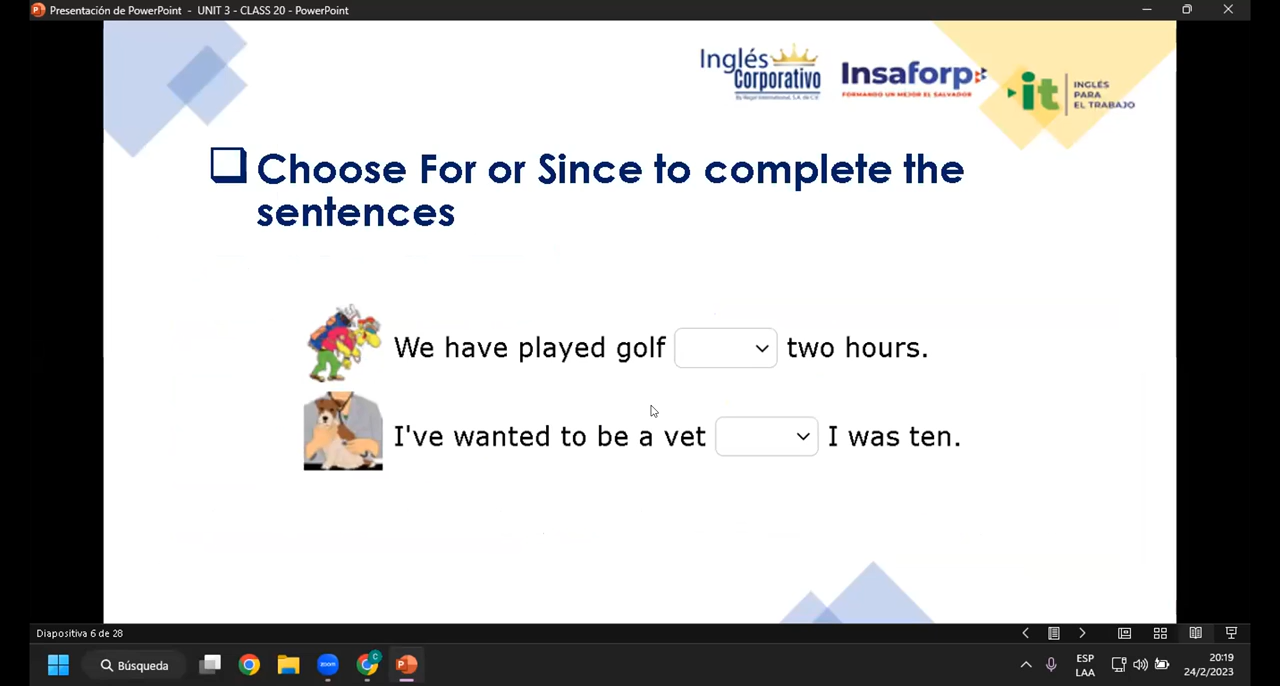 Presentación de PowerPoint - UNIT 3 - CLASS 20 - PowerPoint
Inglés
Corporativo
Insaforp
FORMANDO UN MEJOR EL SALVADOR
it
INGLÉS
PARA
EL TRABAJO
Choose For or Since to complete the
sentences
We have played golf two hours.
I've wanted to be a vet I was ten.
Diapositiva 6 de 28
Búsqueda
zoom
ESP
LAA
20:19
24/2/2023